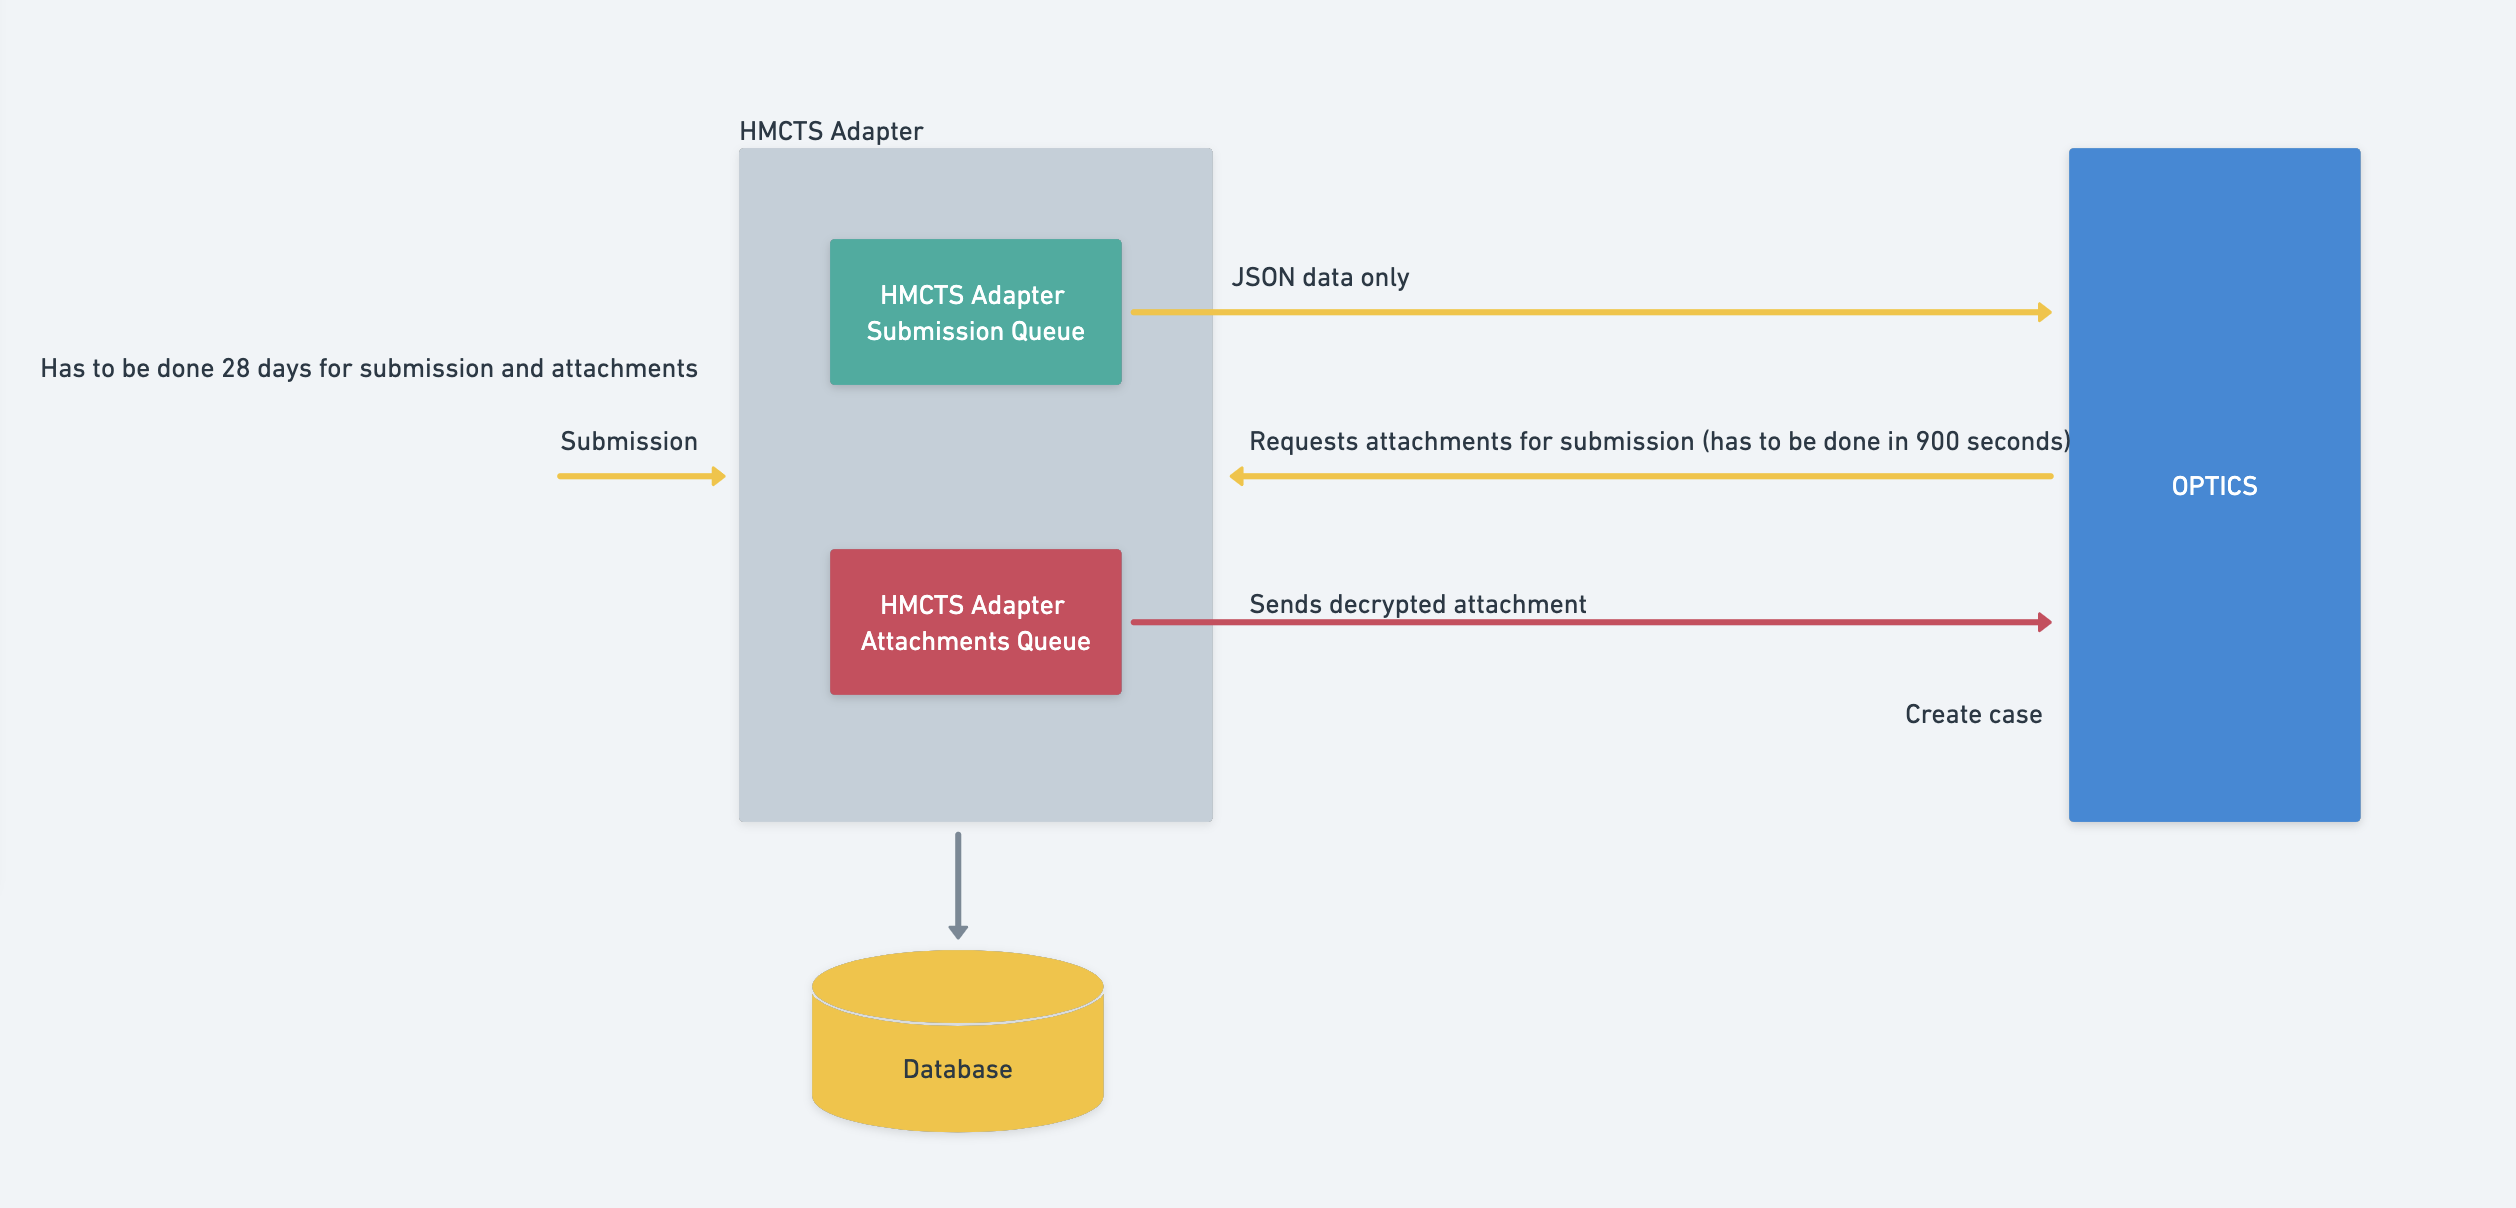 HMCTS Adapter
HMCTS Adapter
Submission Queue
JSON data only
Has to be done 28 days for submission and attachments
Submission
Requests attachments for submission (has to be done in 900 seconds)
OPTICS
HMCTS Adapter
Attachments Queue
Sends decrypted attachment
Create case
Database